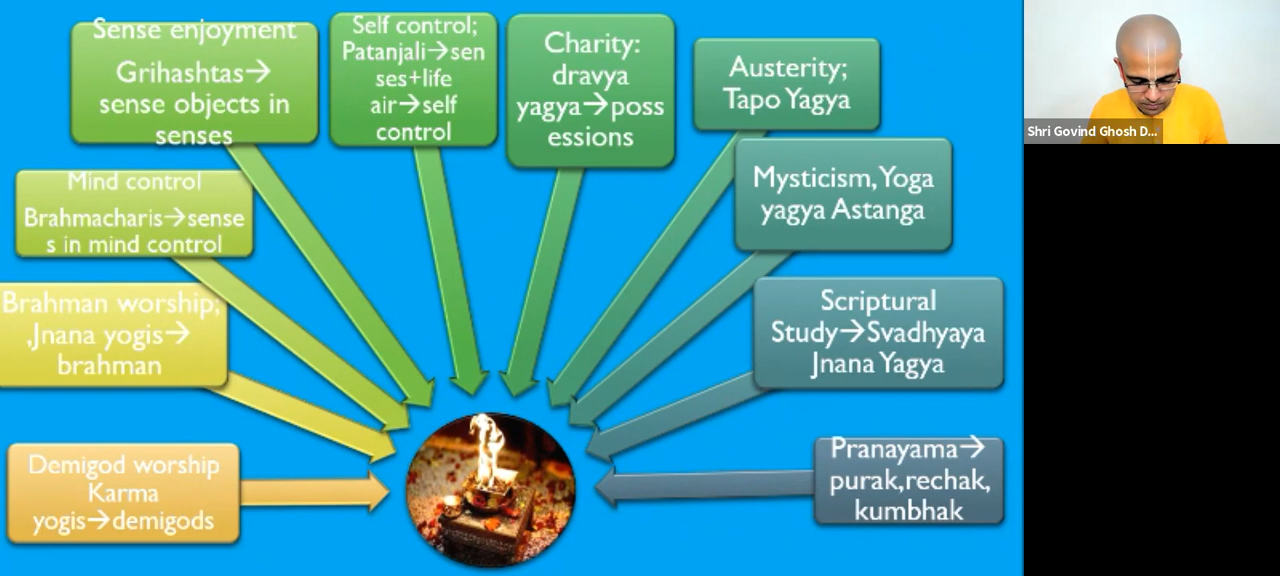 Sense enjoyment
Grihashtas→
sense objects in
senses
Self control;
Patanjali→sen
ses+life
air→self
control
Charity:
dravya
yagya→poss
essions
Austerity;
Tapo Yagya
Mysticism, Yoga
yagya Astanga
Scriptural
Study→Svadhyaya
Jnana Yagya
Pranayama→
purak,rechak,
kumbhak
Mind control
Brahmacharis→sense
s in mind control
Brahman worship;
,Jnana yogis→
brahman
Demigod worship
Karma
yogis→demigods
Shri Govind Ghosh D...